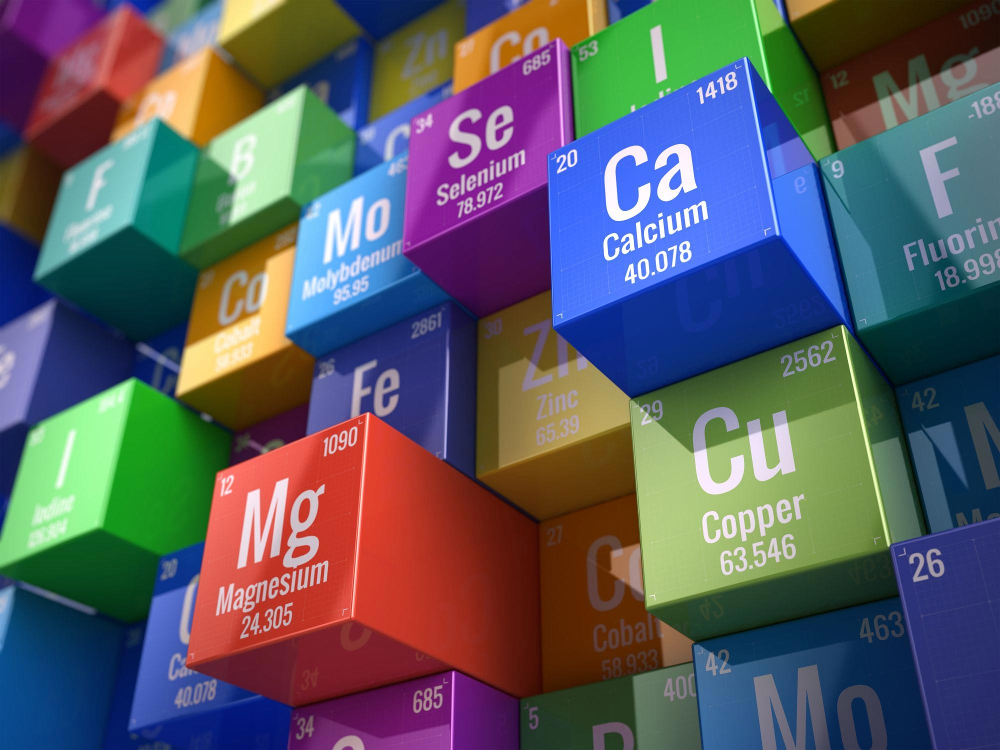 Zn
27
Co
685
34
Se
Selenium
78.972
53
I
1418
20
Ca
Calcium
40.078
1090
12
Mg
-188
9
F
Fluorin
18.998
F
B
Mo
Molybdenum
95.95
Co
Cobalt
58.933
2861
26
Fe
30
Zn
Zinc
65.39
2562
29
Cu
Copper
63.546
42
M
Mo
I
Iodine
126.904
1090
12
Mg
Magnesium
24.305
20
C
Ca
40.078
27
Co
Cobalt
58.933
26
463
42
Mo
685
34
S
400
5
B